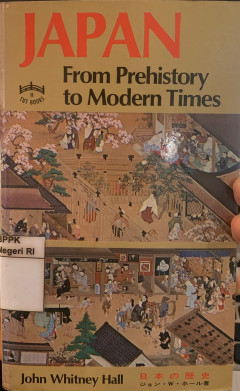 JAPAN
TUT BOOKS
From Prehistory
to Modern Times
BPPK
Negeri RI
John Whitney Hall
日本の歴史
ジョン・W・ホール著